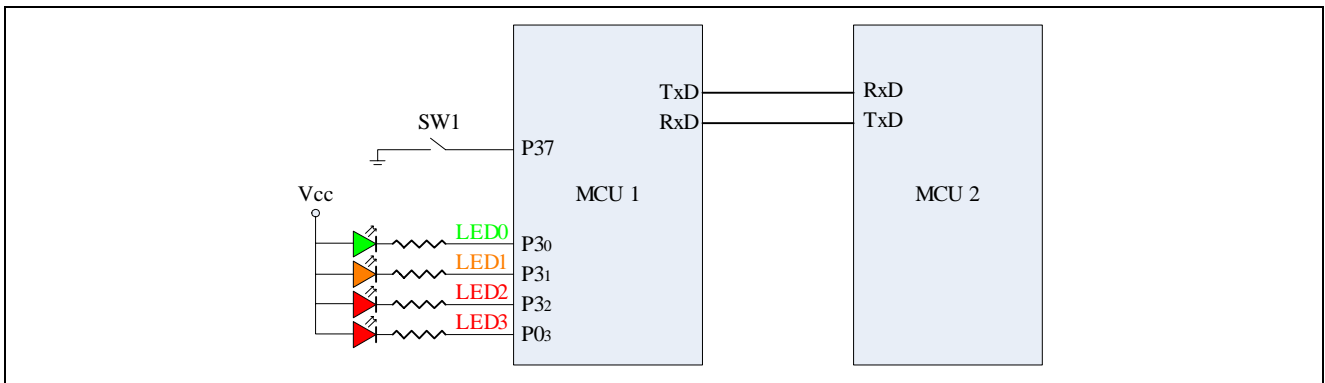 TxD
RxD
RxD
TxD
SW1
P37
MCU 1
MCU 2
Vcc
LED0
P30
LED1
P31
LED2
P32
LED3
P03